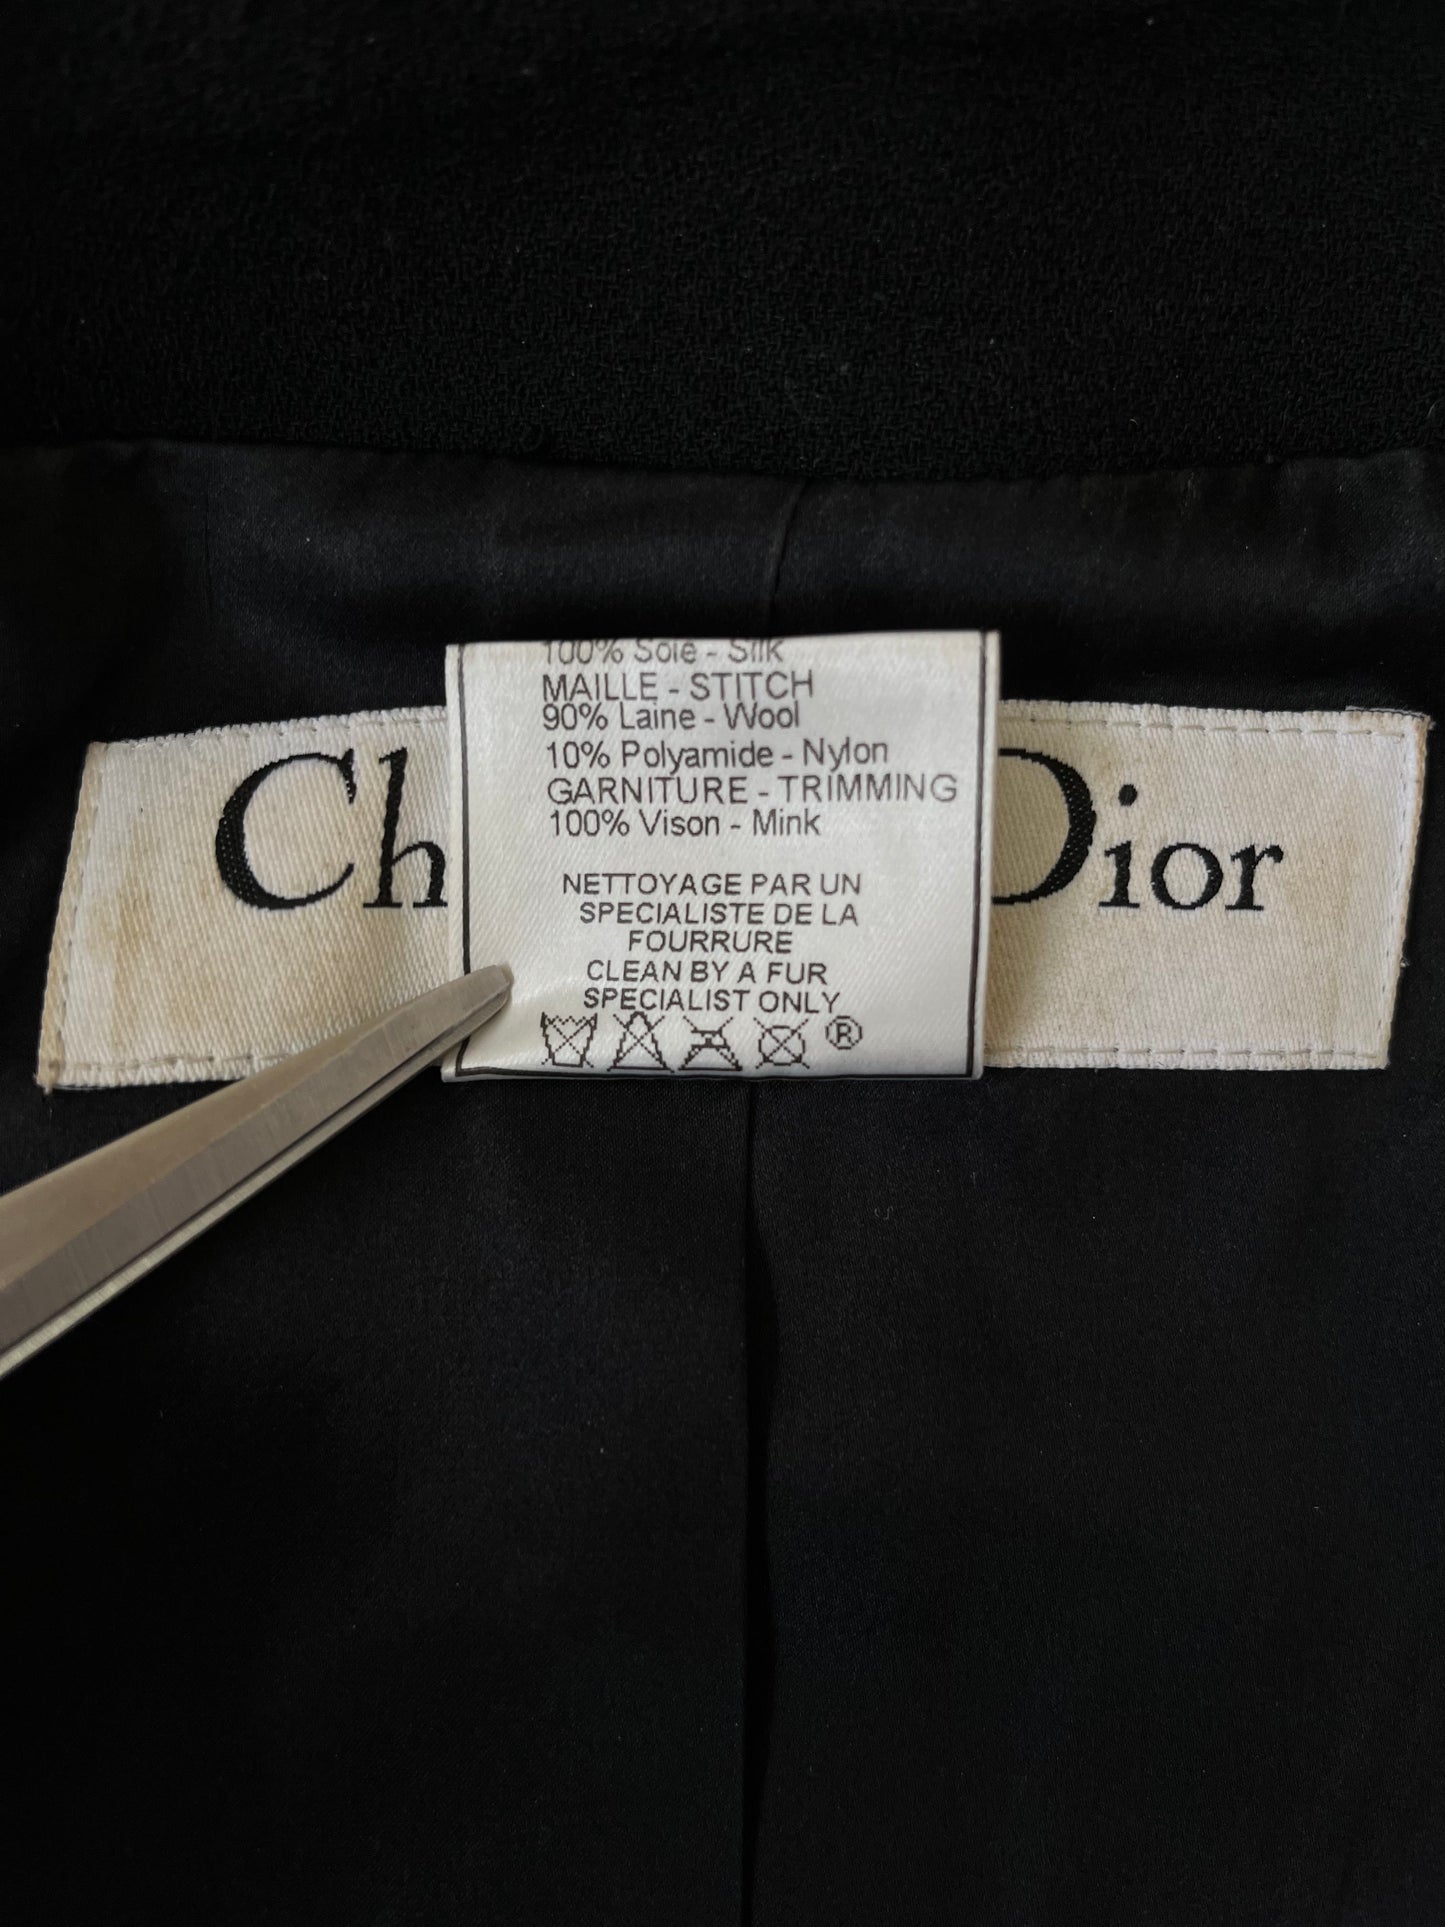 100% Soie - Silk
MAILLE - STITCH
90% Laine - Wool
10% Polyamide - Nylon
GARNITURE - TRIMMING
100% Vison - Mink
NETTOYAGE PAR UN
SPECIALISTE DE LA
FOURRURE
CLEAN BY A FUR
SPECIALIST ONLY
®
Ch Dior